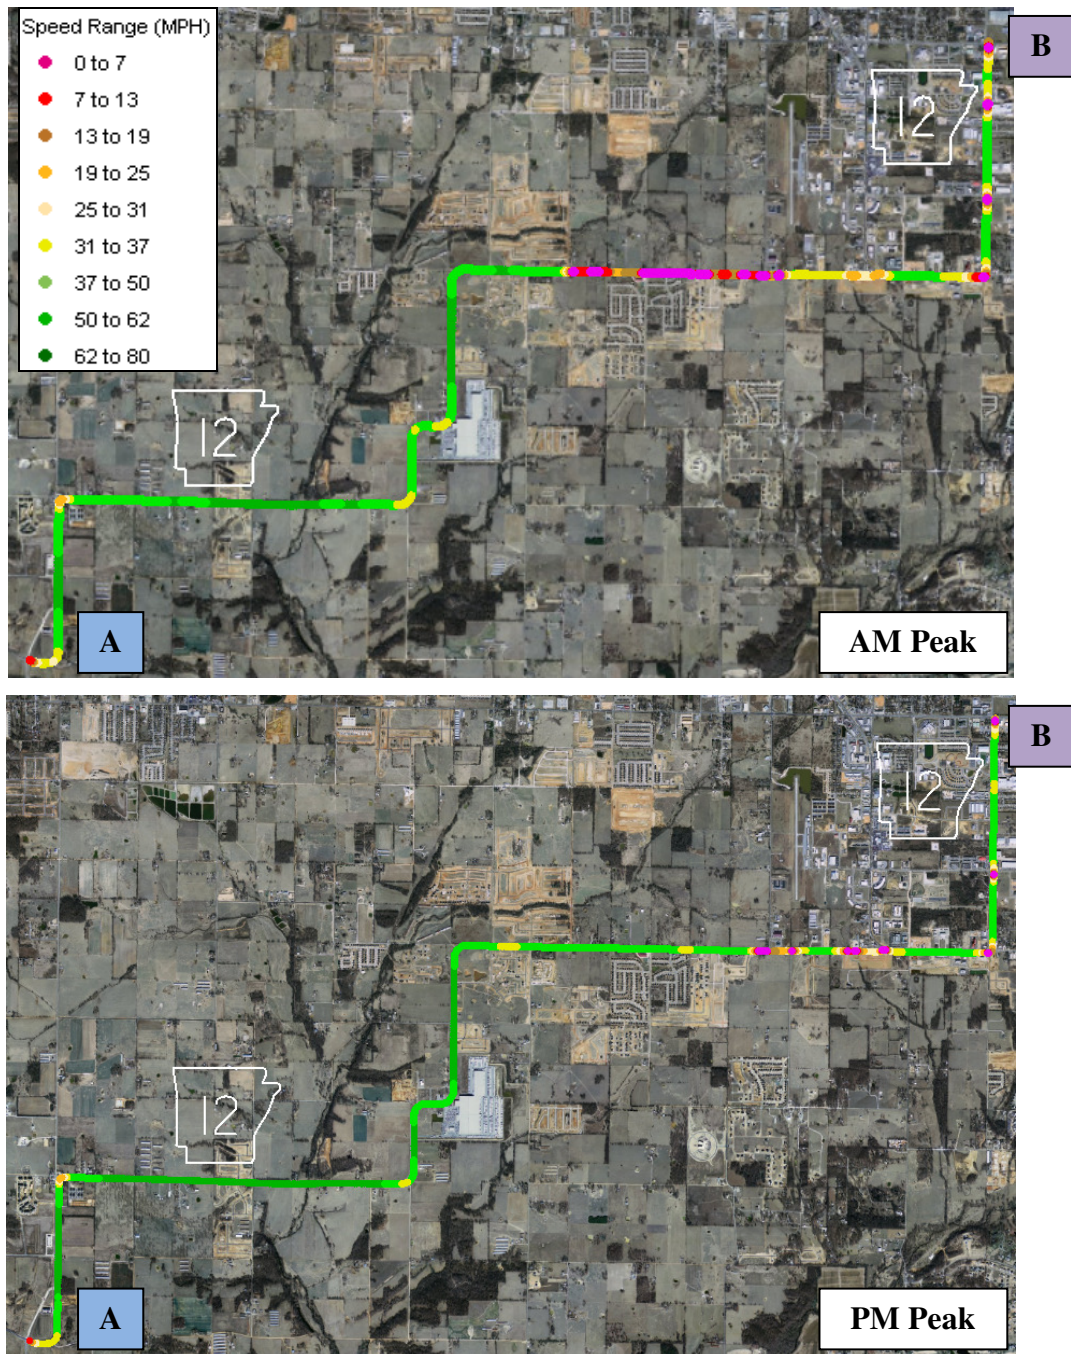 Speed Range (MPH)
0 to 7
7 to 13
13 to 19
19 to 25
25 to 31
31 to 37
37 to 50
50 to 62
62 to 80
B
12
12
A
AM Peak
B
12
12
A
PM Peak